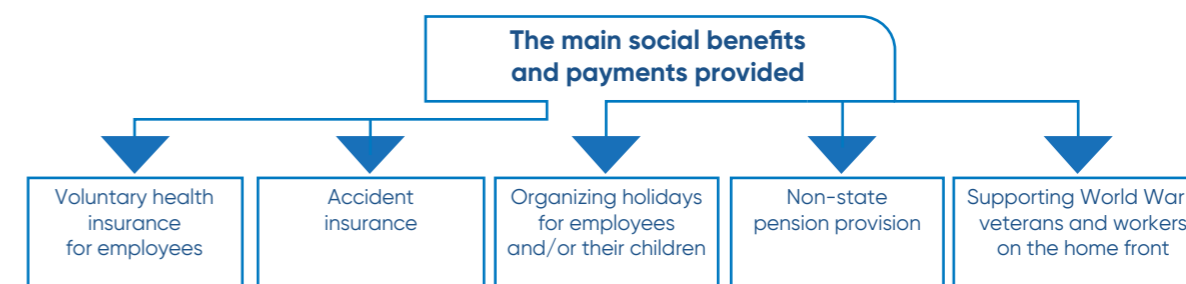 The main social benefits
and payments provided
Voluntary health
insurance
for employees
Accident
insurance
Organizing holidays
for employees
and/or their children
Non-state
pension provision
Supporting World War
veterans and workers
on the home front